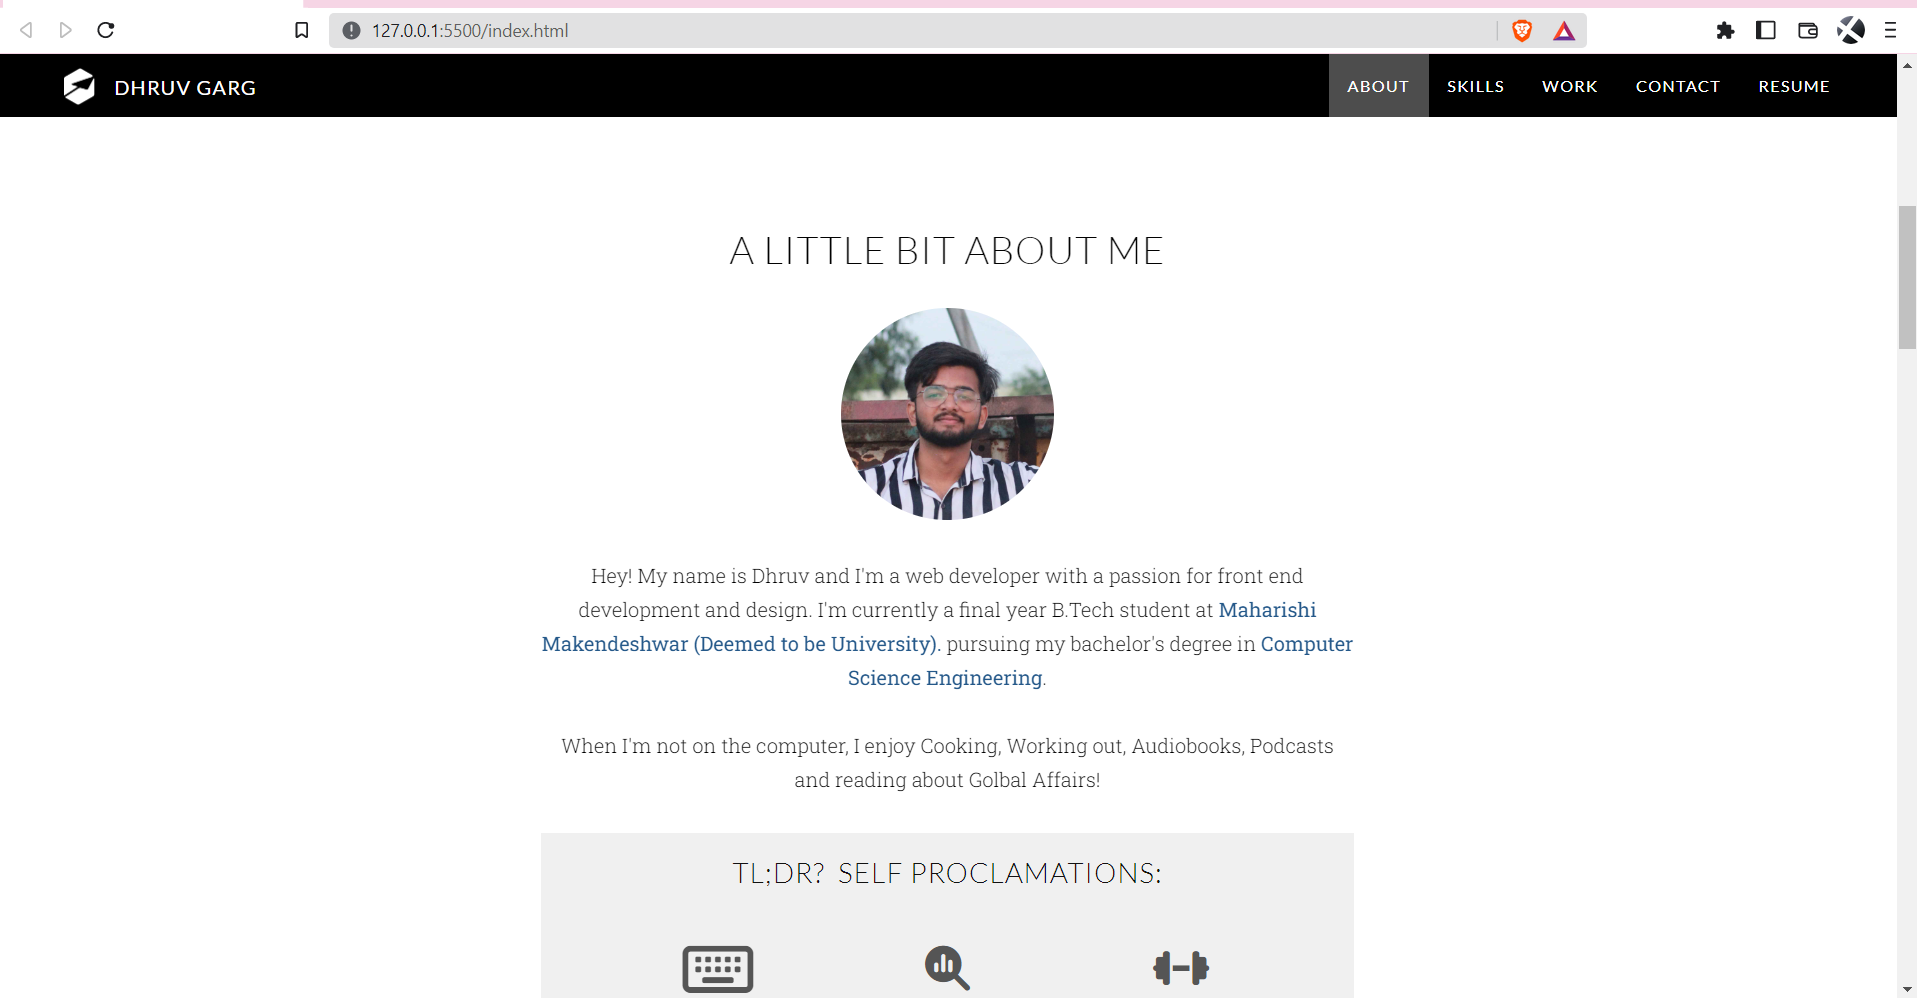 127.0.0.1:5500/index.html
DHRUV GARG
ABOUT SKILLS WORK CONTACT RESUME
A LITTLE BIT ABOUT ME
Hey! My name is Dhruv and I'm a web developer with a passion for front end
development and design. I'm currently a final year B.Tech student at Maharishi
Makendeshwar (Deemed to be University). pursuing my bachelor's degree in Computer
Science Engineering.
When I'm not on the computer, I enjoy Cooking, Working out, Audiobooks, Podcasts
and reading about Golbal Affairs!
TL;DR? SELF PROCLAMATIONS: